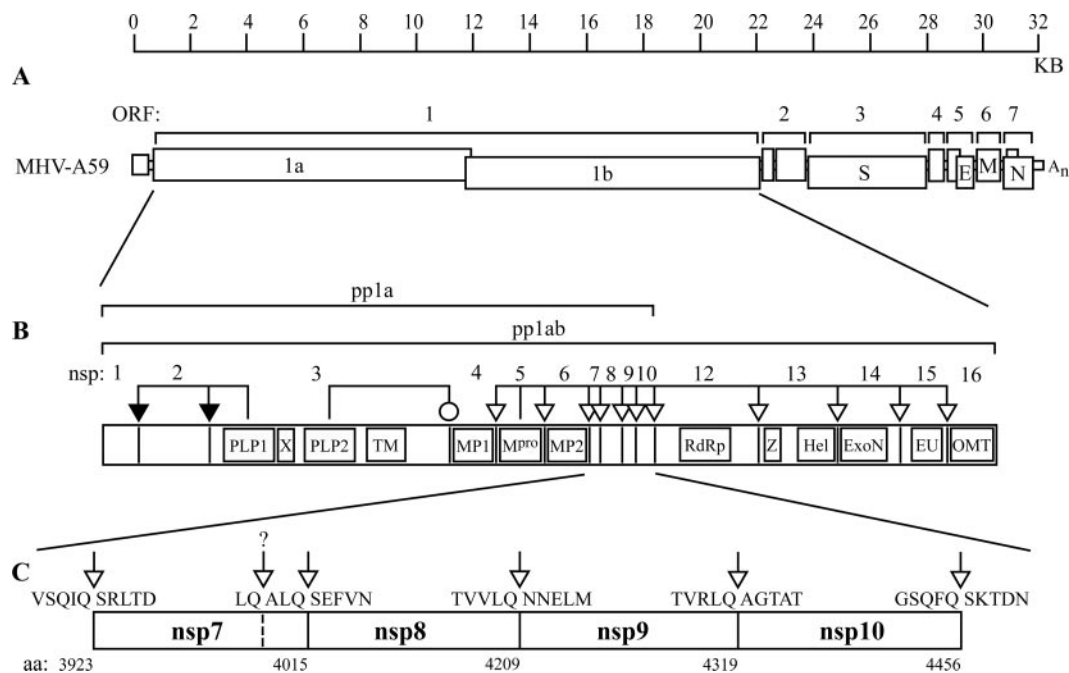 0 2 4 6 8 10 12 14 16 18 20 22 24 26 28 30 32
KB
A
ORF: 1 2 3 4 5 6 7
MHV-A59 1a 1b S E M N An
pp1a
B
pp1ab
nsp: 1 2 3 4 5 6 7 8 9 10 12 13 14 15 16
PLP1 X PLP2 TM MP1 Mpro MP2 RdRp Z Hel ExoN EU OMT
?
C
VSQIQ SRLTD LQ ALQ SEFVN TVVLQ NNELM TVRLQ AGTAT GSQFQ SKTDN
nsp7 nsp8 nsp9 nsp10
aa: 3923 4015 4209 4319 4456